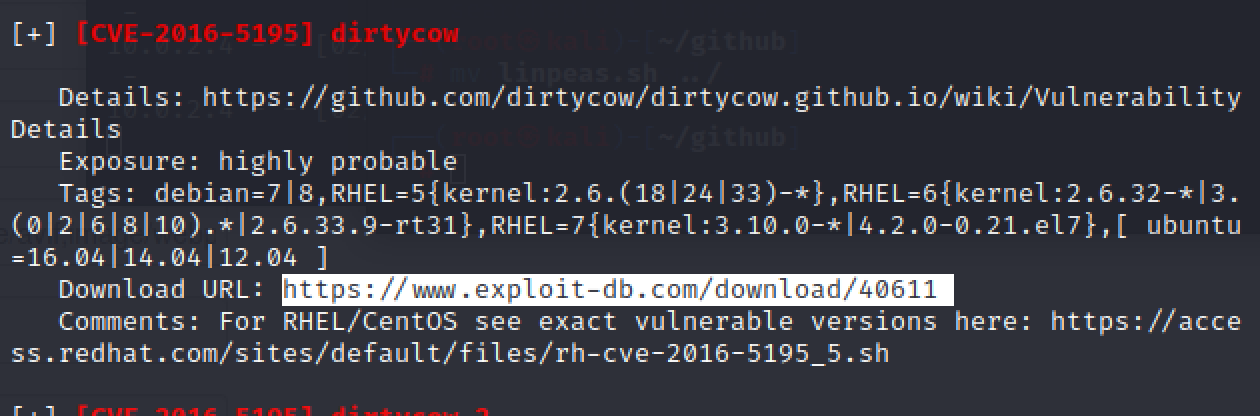 [+] [CVE-2016-5195] dirtycow
Details: https://github.com/dirtycow/dirtycow.github.io/wiki/Vulnerability
Details
Exposure: highly probable
Tags: debian=7|8,RHEL=5{kernel:2.6.(18|24|33)-*},RHEL=6{kernel:2.6.32-*|3.
(0|2|6|8|10).*|2.6.33.9-rt31},RHEL=7{kernel:3.10.0-*|4.2.0-0.21.el7},[ ubuntu
=16.04|14.04|12.04 ]
Download URL: https://www.exploit-db.com/download/40611
Comments: For RHEL/CentOS see exact vulnerable versions here: https://acce
ss.redhat.com/sites/default/files/rh-cve-2016-5195_5.sh
[+] [CVE-2016-5195] dirtycow 2